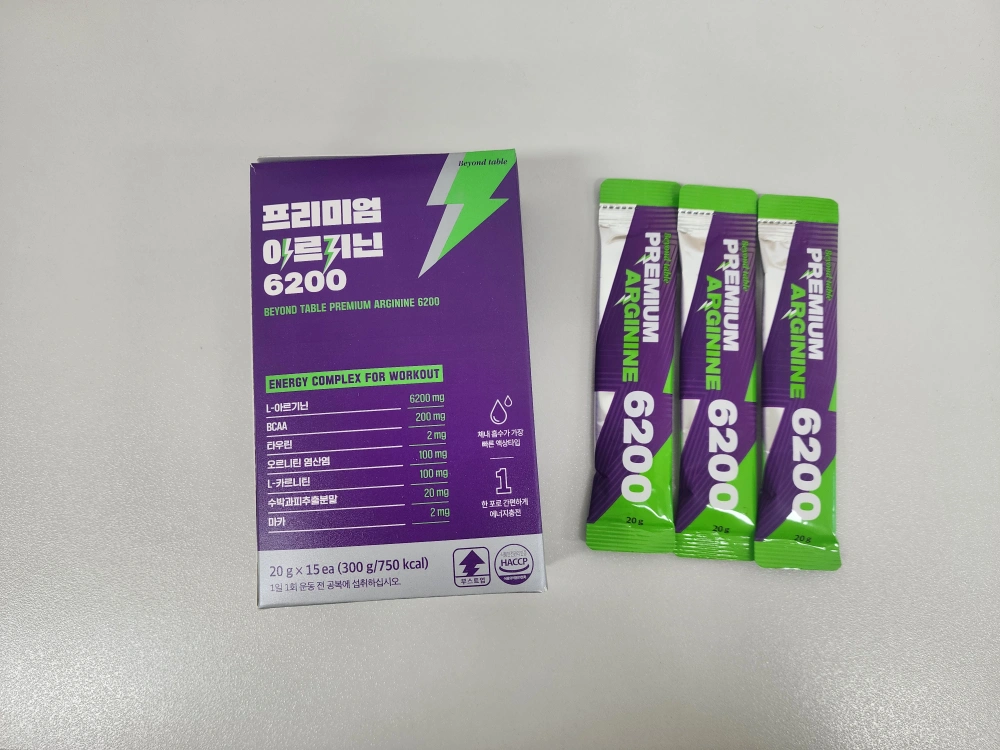 Beyond table
프리미엄
아르기닌
6200
BEYOND TABLE PREMIUM ARGININE 6200
ENERGY COMPLEX FOR WORKOUT
L-아르기닌 6200 mg
BCAA 200 mg
타우린 2 mg
오르니틴 염산염 100 mg
L-카르니틴 100 mg
수박과피추출분말 20 mg
마카 2 mg
체내 흡수가 가장
빠른 액상타입
1
한 포로 간편하게
에너지충전
20 g × 15 ea (300 g/750 kcal)
1일 1회 운동 전 공복에 섭취하십시오.
부스트업
HACCP
Beyond table
PREMIUM
ARGININE
6200
20 g
Beyond table
PREMIUM
ARGININE
6200
20 g
Beyond table
PREMIUM
ARGININE
6200
20 g